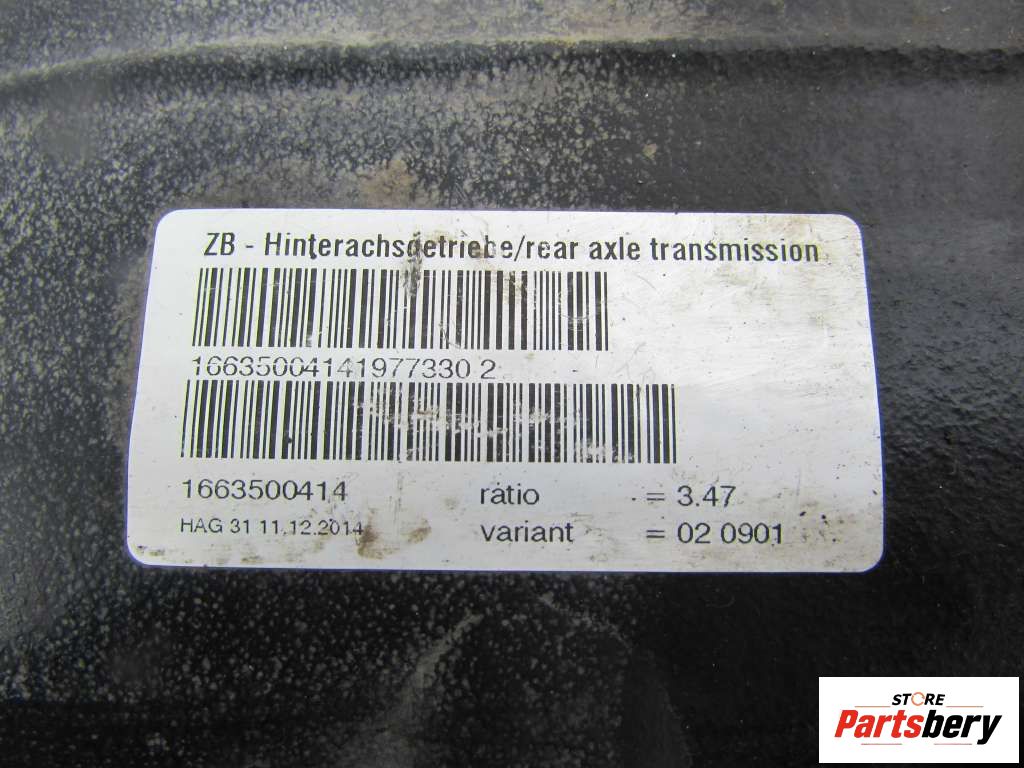 ZB - Hinterachsgetriebe/rear axle transmission
16635004141977330 2
1663500414 ratio = 3.47
HAG 31 11.12.2014 variant = 02 0901
STORE
Partsbery